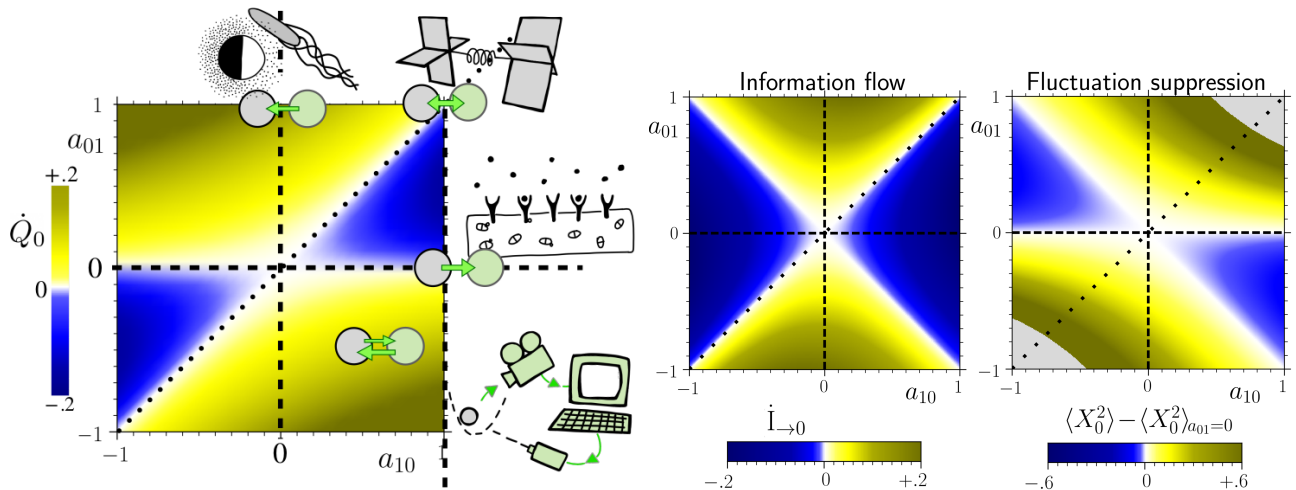 1
a₀₁
+.2
Q̇₀
0
0
-.2
−1
−1
0
a₁₀
1
Information flow
1
a₀₁
0
−1
−1
0
a₁₀
1
İ→₀
−.2
0
+.2
Fluctuation suppression
1
a₀₁
0
−1
−1
0
a₁₀
1
⟨X₀²⟩−⟨X₀²⟩ₐ₀₁₌₀
−.6
0
+.6